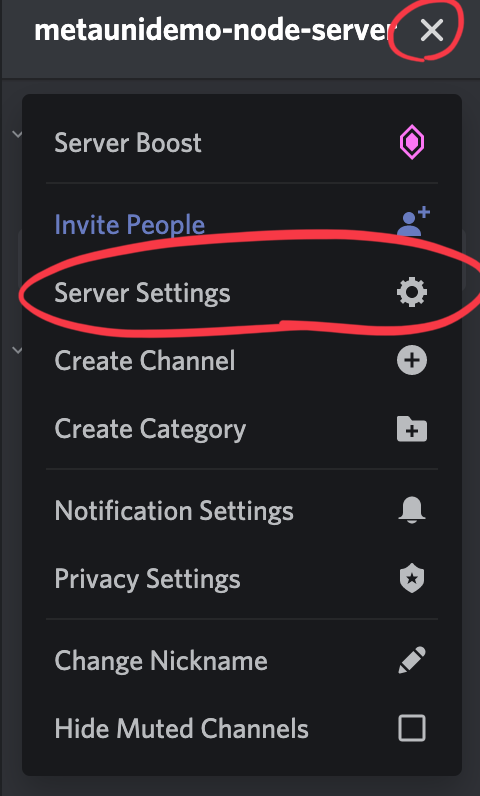 metaunidemo-node-server
Server Boost
Invite People
Server Settings
Create Channel
Create Category
Notification Settings
Privacy Settings
Change Nickname
Hide Muted Channels